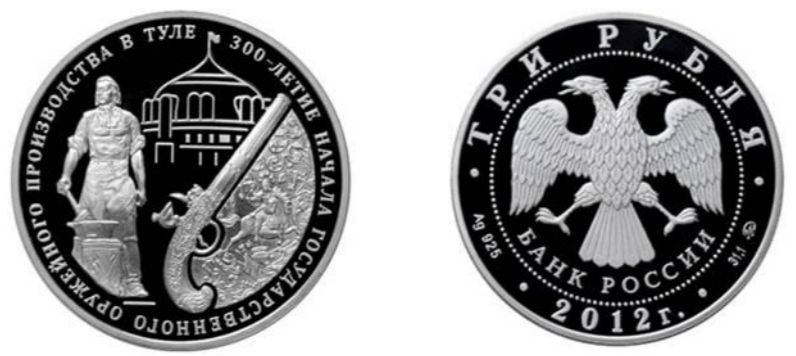 300-ЛЕТИЕ НАЧАЛА ГОСУДАРСТВЕННОГО ОРУЖЕЙНОГО ПРОИЗВОДСТВА В ТУЛЕ
• ТРИ РУБЛЯ •
Ag 925
31,1
БАНК РОССИИ
• 2012 г. •